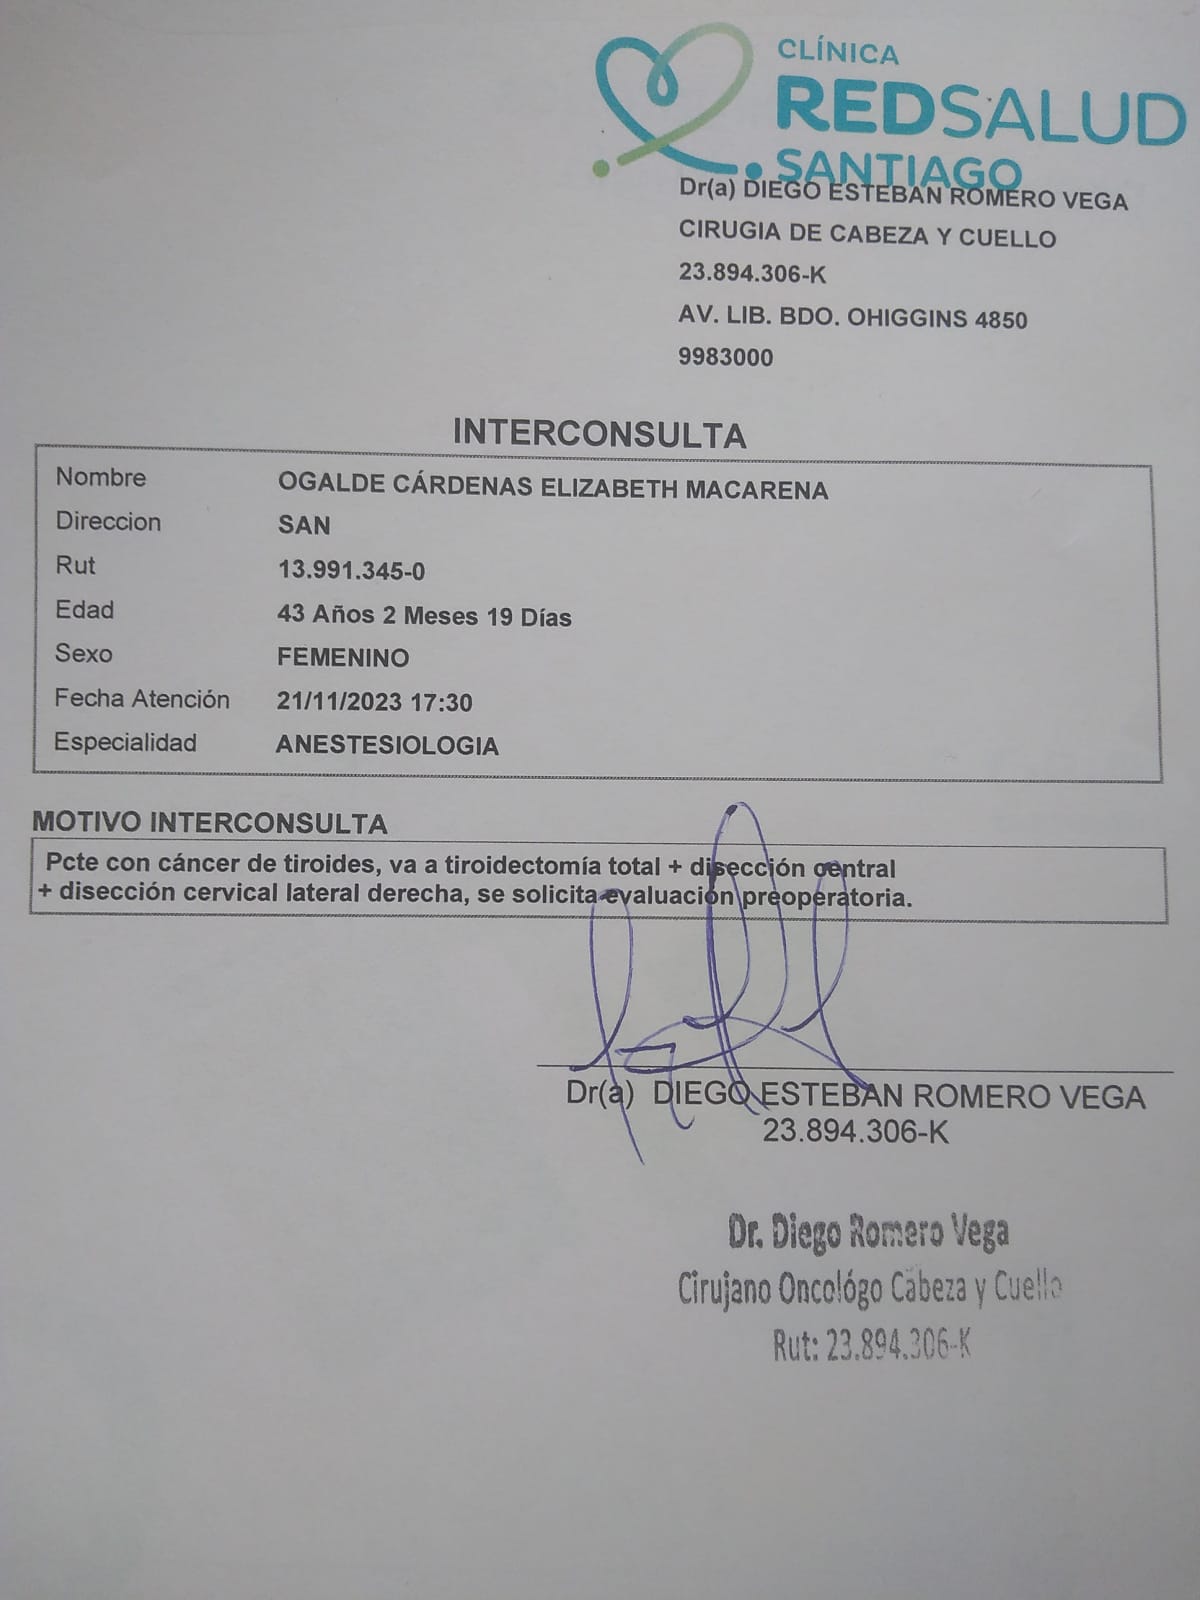 CLÍNICA
REDSALUD
SANTIAGO
Dr(a) DIEGO ESTEBAN ROMERO VEGA
CIRUGIA DE CABEZA Y CUELLO
23.894.306-K
AV. LIB. BDO. OHIGGINS 4850
9983000
INTERCONSULTA
Nombre OGALDE CÁRDENAS ELIZABETH MACARENA
Direccion SAN
Rut 13.991.345-0
Edad 43 Años 2 Meses 19 Días
Sexo FEMENINO
Fecha Atención 21/11/2023 17:30
Especialidad ANESTESIOLOGIA
MOTIVO INTERCONSULTA
Pcte con cáncer de tiroides, va a tiroidectomía total + disección central
+ disección cervical lateral derecha, se solicita evaluación preoperatoria.
Dr(a) DIEGO ESTEBAN ROMERO VEGA
23.894.306-K
Dr. Diego Romero Vega
Cirujano Oncológo Cabeza y Cuello
Rut: 23.894.306-K